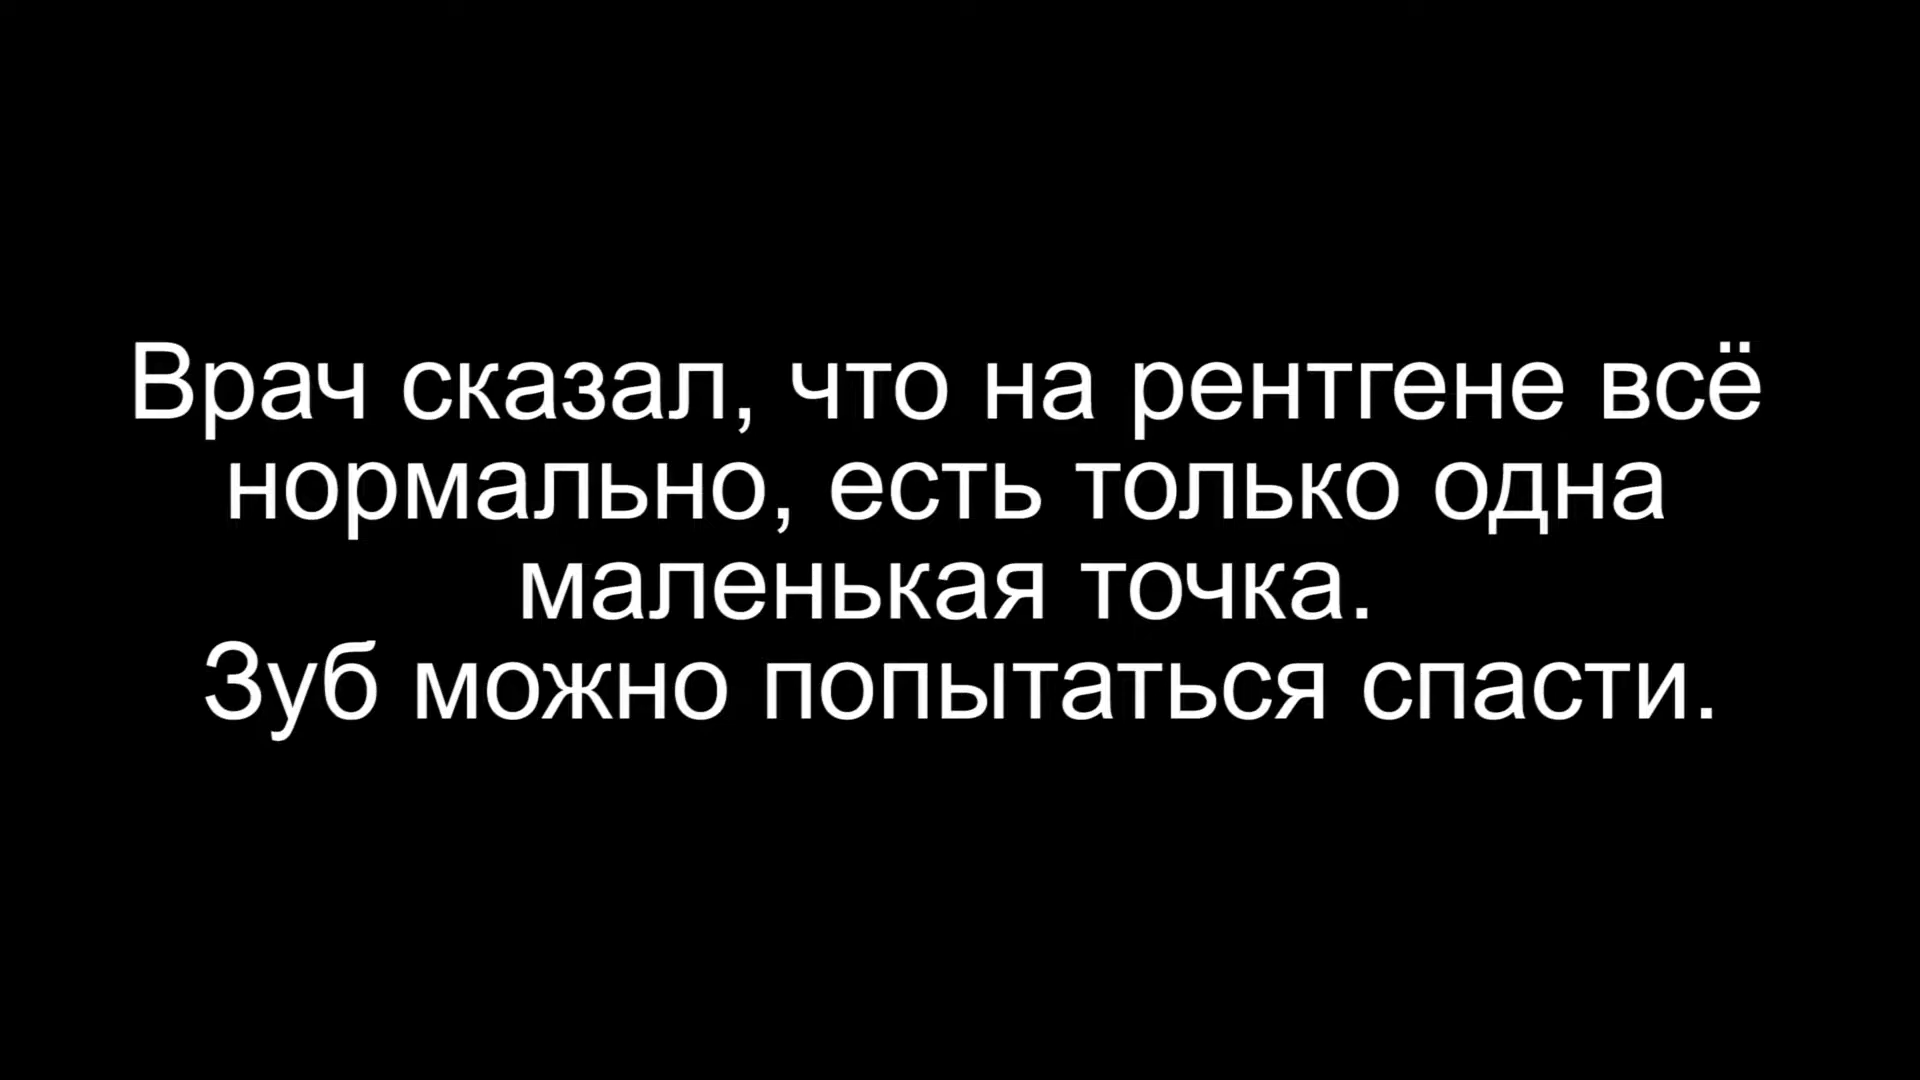 Врач сказал, что на рентгене всё
нормально, есть только одна
маленькая точка.
Зуб можно попытаться спасти.